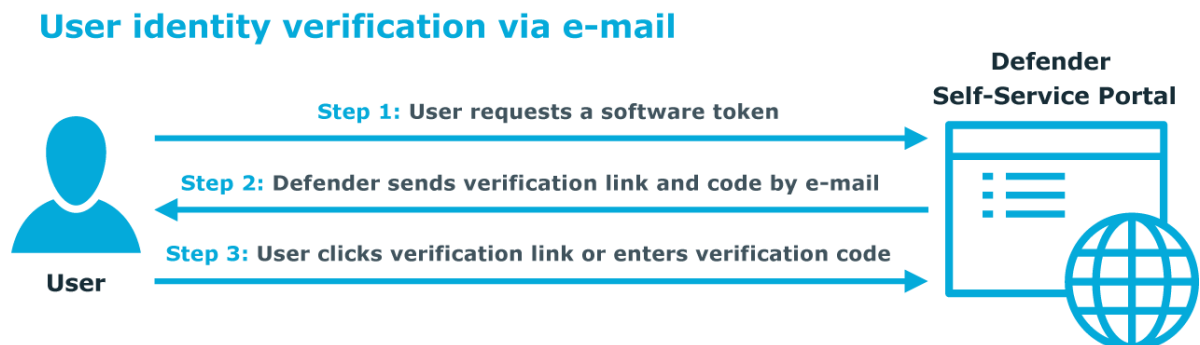 User identity verification via e-mail
Defender
Self-Service Portal
Step 1: User requests a software token
Step 2: Defender sends verification link and code by e-mail
Step 3: User clicks verification link or enters verification code
User